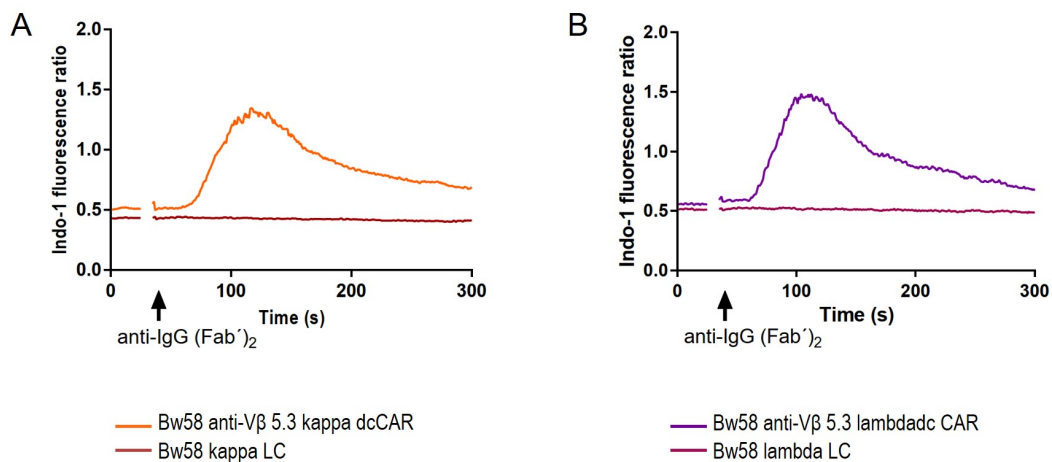 A
Indo-1 fluorescence ratio
2.0
1.5
1.0
0.5
0.0
0
100
200
300
Time (s)
anti-IgG (Fab´)2
Bw58 anti-Vβ 5.3 kappa dcCAR
Bw58 kappa LC
B
Indo-1 fluorescence ratio
2.0
1.5
1.0
0.5
0.0
0
100
200
300
Time (s)
anti-IgG (Fab´)2
Bw58 anti-Vβ 5.3 lambdadc CAR
Bw58 lambda LC